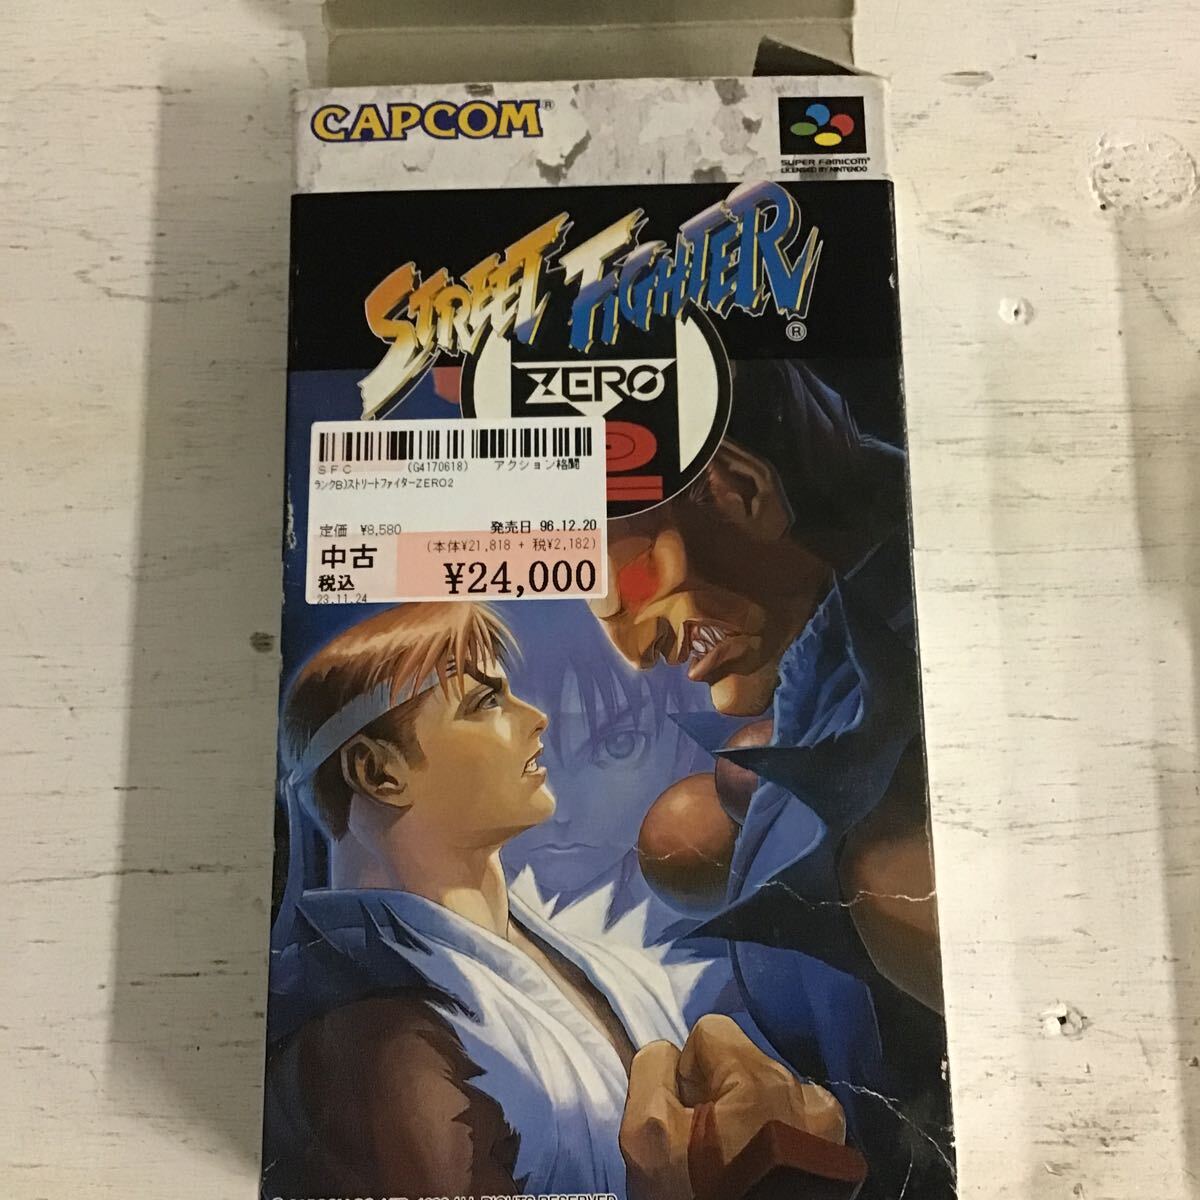 CAPCOM®
SUPER Famicom®
LICENSED BY NINTENDO
STREET FIGHTER®
ZERO
2
SFC (G4170618) アクション格闘
ランクB)ストリートファイターZERO2
定価 ¥8,580 発売日 96.12.20
中古 (本体¥21,818 + 税¥2,182)
税込 ¥24,000
23.11.24